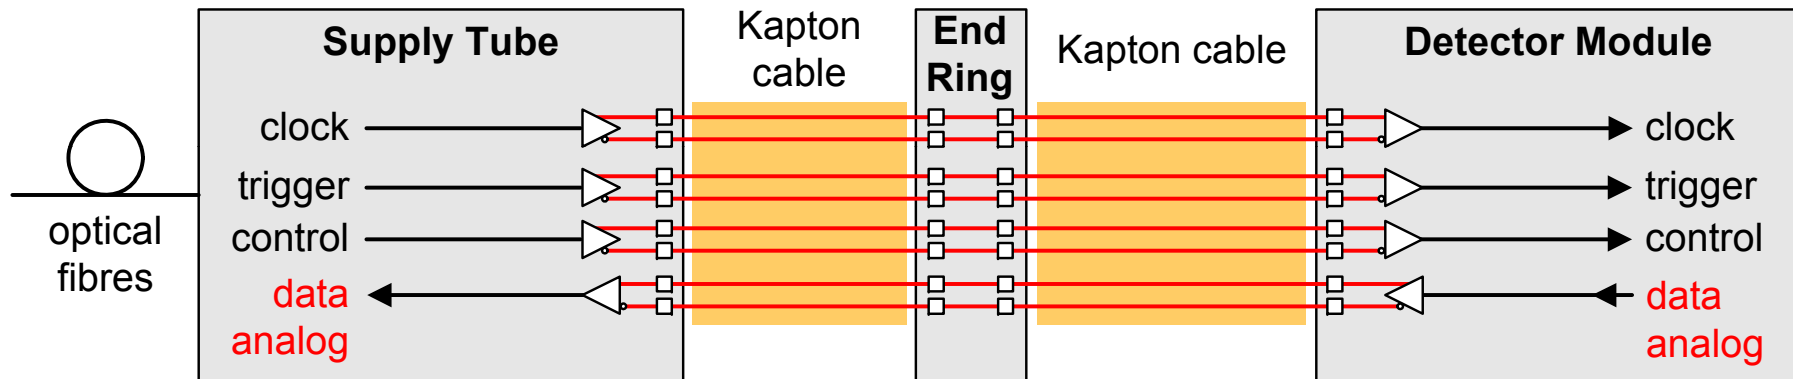 Supply Tube
Kapton
cable
End
Ring
Kapton cable
Detector Module
clock
trigger
control
data
analog
optical
fibres
clock
trigger
control
data
analog